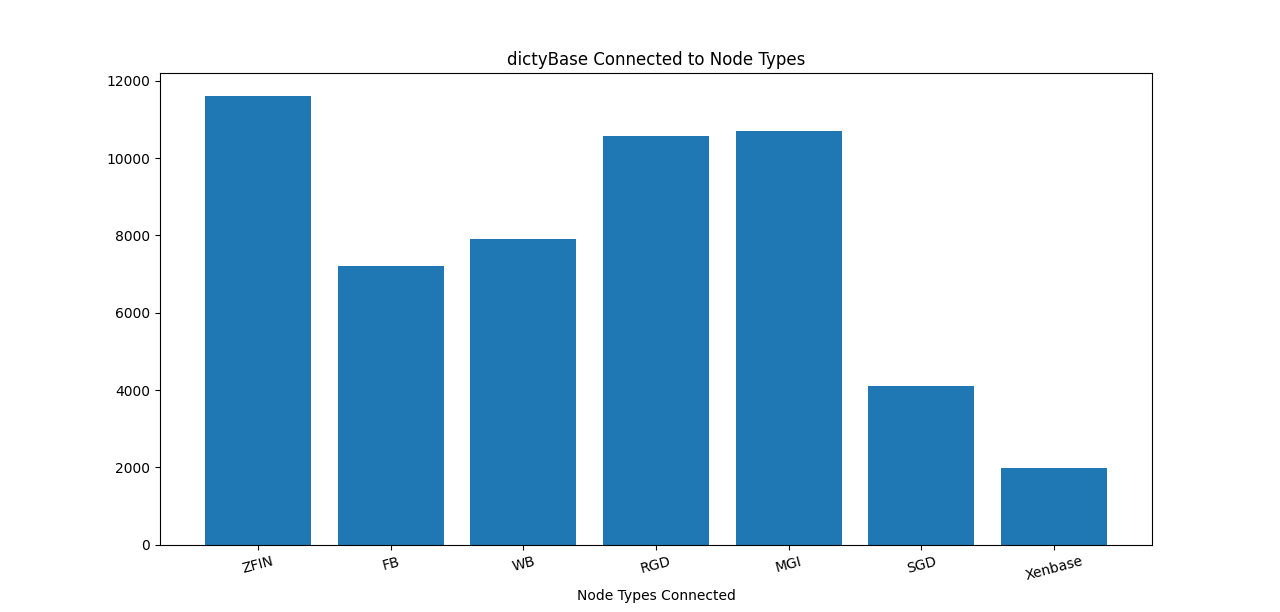 dictyBase Connected to Node Types
12000
10000
8000
6000
4000
2000
0
ZFIN FB WB RGD MGI SGD Xenbase
Node Types Connected